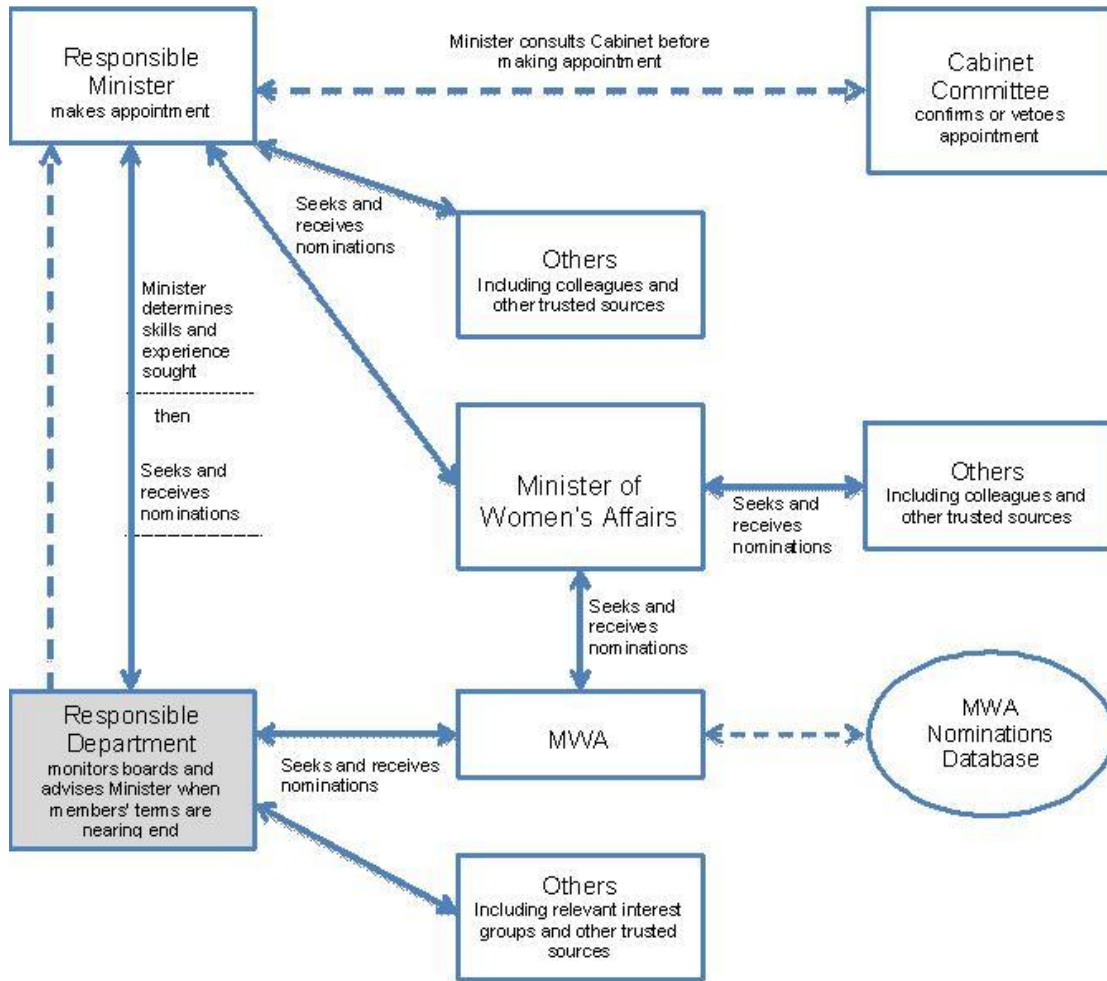 Responsible
Minister
makes appointment
Minister consults Cabinet before
making appointment
Cabinet
Committee
confirms or vetoes
appointment
Seeks and
receives
nominations
Others
Including colleagues and
other trusted sources
Minister
determines
skills and
experience
sought
then
Seeks and
receives
nominations
Minister of
Women's Affairs
Seeks and
receives
nominations
Others
Including colleagues and
other trusted sources
Seeks and
receives
nominations
Responsible
Department
monitors boards and
advises Minister when
members' terms are
nearing end
Seeks and receives
nominations
MWA
MWA
Nominations
Database
Others
Including relevant interest
groups and other trusted
sources